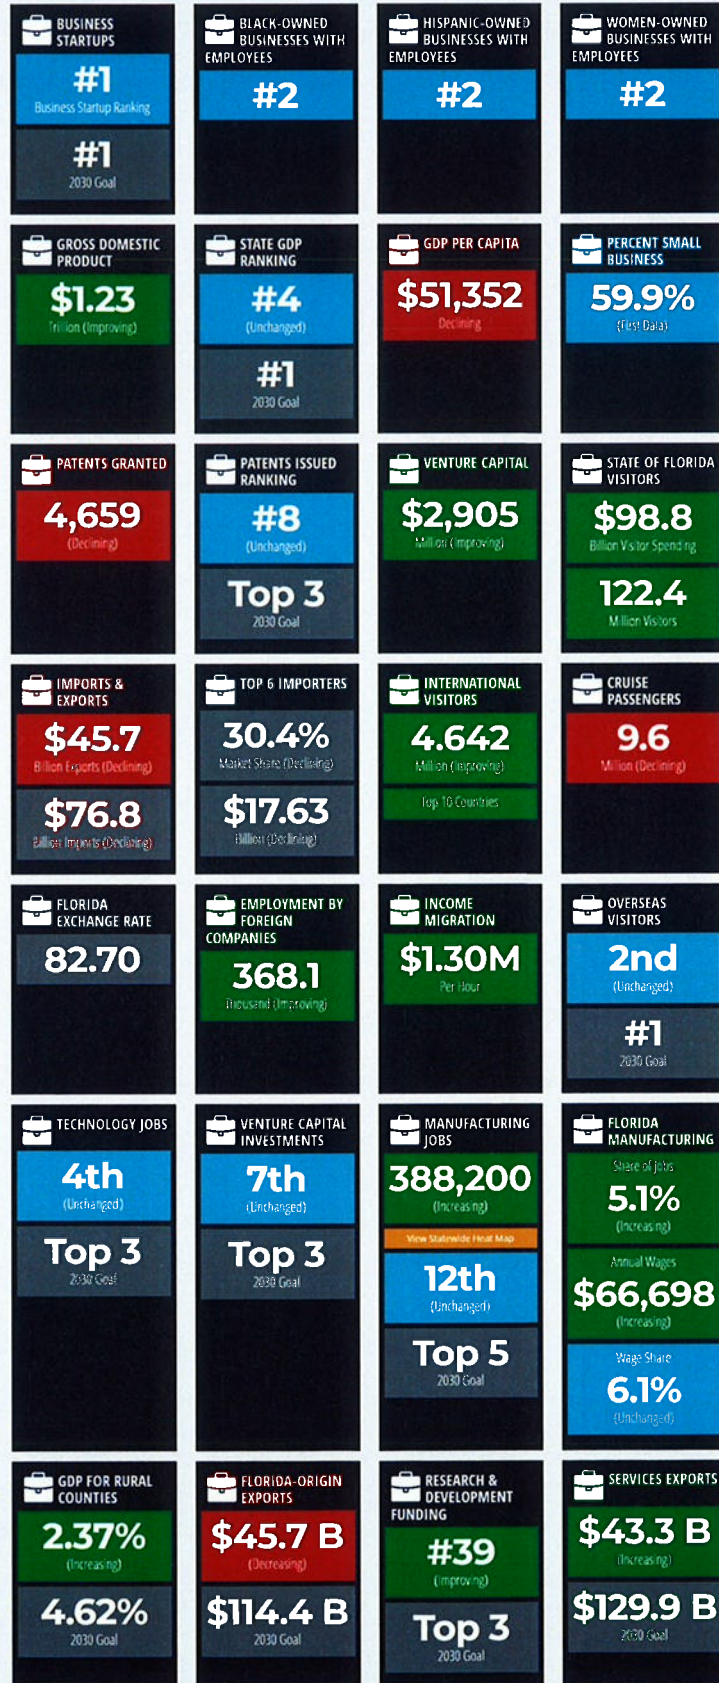 BUSINESS
STARTUPS
#1
Business Startup Ranking
#1
2030 Goal
BLACK-OWNED
BUSINESSES WITH
EMPLOYEES
#2
HISPANIC-OWNED
BUSINESSES WITH
EMPLOYEES
#2
WOMEN-OWNED
BUSINESSES WITH
EMPLOYEES
#2
GROSS DOMESTIC
PRODUCT
$1.23
Trillion (Improving)
STATE GDP
RANKING
#4
(Unchanged)
#1
2030 Goal
GDP PER CAPITA
$51,352
Declining
PERCENT SMALL
BUSINESS
59.9%
(First Data)
PATENTS GRANTED
4,659
(Declining)
PATENTS ISSUED
RANKING
#8
(Unchanged)
Top 3
2030 Goal
VENTURE CAPITAL
$2,905
Million (Improving)
STATE OF FLORIDA
VISITORS
$98.8
Billion Visitor Spending
122.4
Million Visitors
IMPORTS &
EXPORTS
$45.7
Billion Exports (Declining)
$76.8
Billion Imports (Declining)
TOP 6 IMPORTERS
30.4%
Market Share (Declining)
$17.63
Billion (Declining)
INTERNATIONAL
VISITORS
4.642
Million (Improving)
Top 10 Countries
CRUISE
PASSENGERS
9.6
Million (Declining)
FLORIDA
EXCHANGE RATE
82.70
EMPLOYMENT BY
FOREIGN
COMPANIES
368.1
Thousand (Improving)
INCOME
MIGRATION
$1.30M
Per Hour
OVERSEAS
VISITORS
2nd
(Unchanged)
#1
2030 Goal
TECHNOLOGY JOBS
4th
(Unchanged)
Top 3
2030 Goal
VENTURE CAPITAL
INVESTMENTS
7th
(Unchanged)
Top 3
2030 Goal
MANUFACTURING
JOBS
388,200
(Increasing)
View Statewide Heat Map
12th
(Unchanged)
Top 5
2030 Goal
FLORIDA
MANUFACTURING
Share of jobs
5.1%
(Increasing)
Annual Wages
$66,698
(Increasing)
Wage Share
6.1%
(Unchanged)
GDP FOR RURAL
COUNTIES
2.37%
(Increasing)
4.62%
2030 Goal
FLORIDA-ORIGIN
EXPORTS
$45.7 B
(Decreasing)
$114.4 B
2030 Goal
RESEARCH &
DEVELOPMENT
FUNDING
#39
(Improving)
Top 3
2030 Goal
SERVICES EXPORTS
$43.3 B
(Increasing)
$129.9 B
2030 Goal